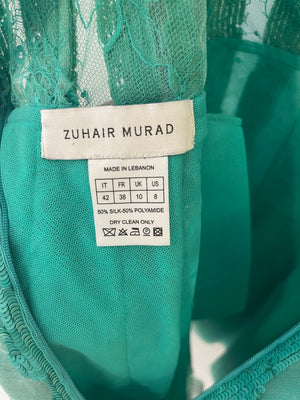 ZUHAIR MURAD
MADE IN LEBANON
IT FR UK US
42 38 10 8
50% SILK-50% POLYAMIDE
DRY CLEAN ONLY